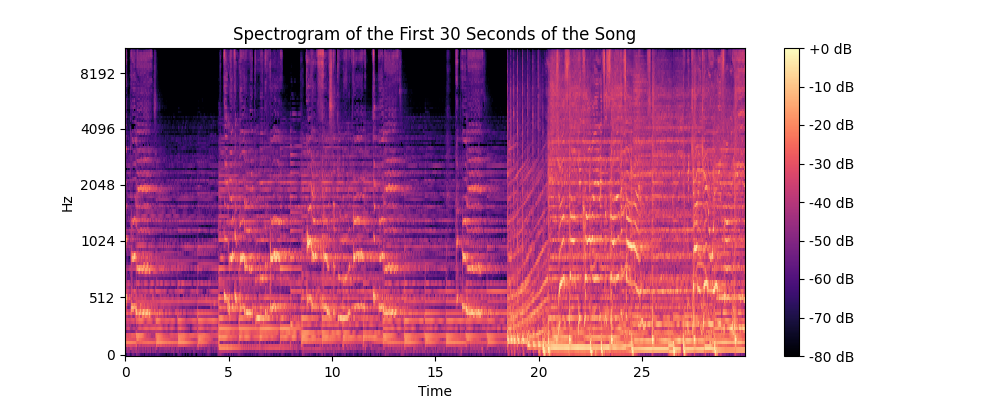 Spectrogram of the First 30 Seconds of the Song
Hz
8192
4096
2048
1024
512
0
0 5 10 15 20 25
Time
+0 dB
-10 dB
-20 dB
-30 dB
-40 dB
-50 dB
-60 dB
-70 dB
-80 dB